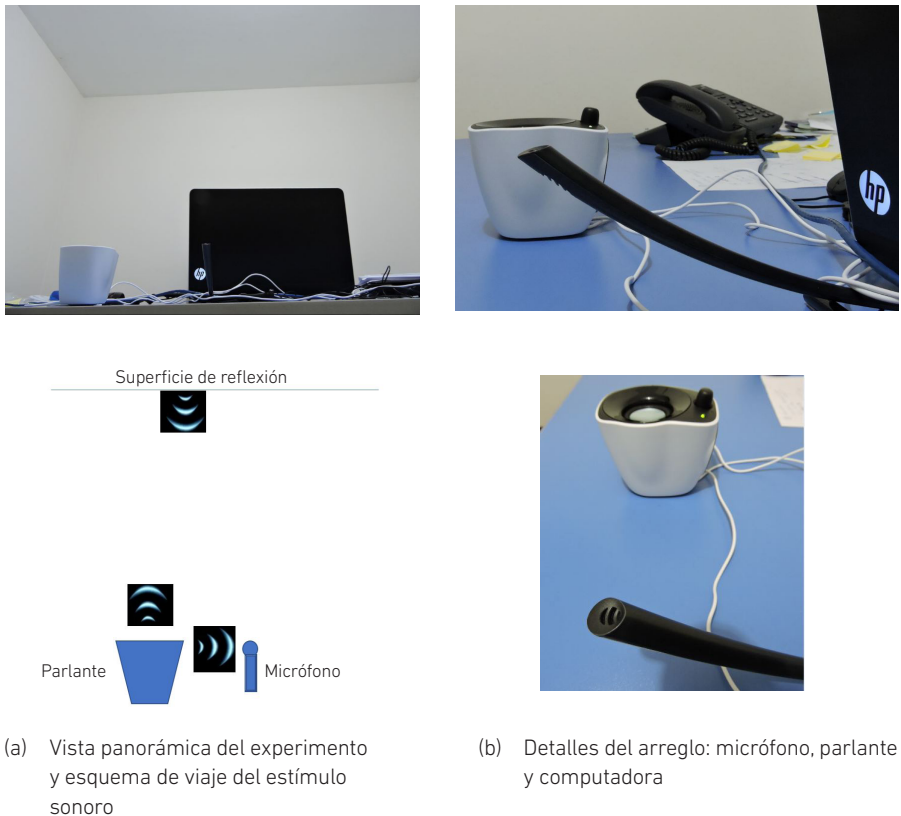 hp
hp
Superficie de reflexión
Parlante
Micrófono
(a) Vista panorámica del experimento
y esquema de viaje del estímulo
sonoro
(b) Detalles del arreglo: micrófono, parlante
y computadora